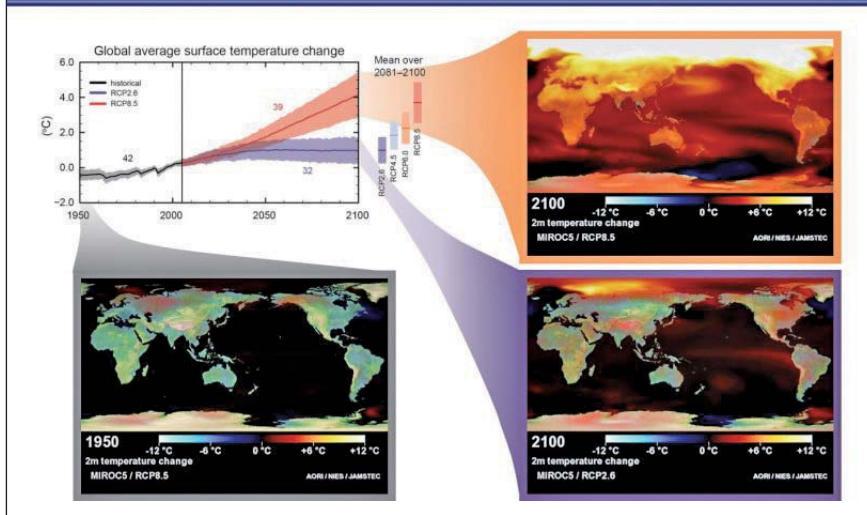 Global average surface temperature change
Mean over
2081–2100
6.0
4.0
2.0
0.0
−2.0
(°C)
historical
RCP2.6
RCP8.5
39
42
32
1950
2000
2050
2100
RCP2.6
RCP4.5
RCP6.0
RCP8.5
2100
-12 °C
-6 °C
0 °C
+6 °C
+12 °C
2m temperature change
MIROC5 / RCP8.5
AORI / NIES / JAMSTEC
1950
-12 °C
-6 °C
0 °C
+6 °C
+12 °C
2m temperature change
MIROC5 / RCP8.5
AORI / NIES / JAMSTEC
2100
-12 °C
-6 °C
0 °C
+6 °C
+12 °C
2m temperature change
MIROC5 / RCP2.6
AORI / NIES / JAMSTEC